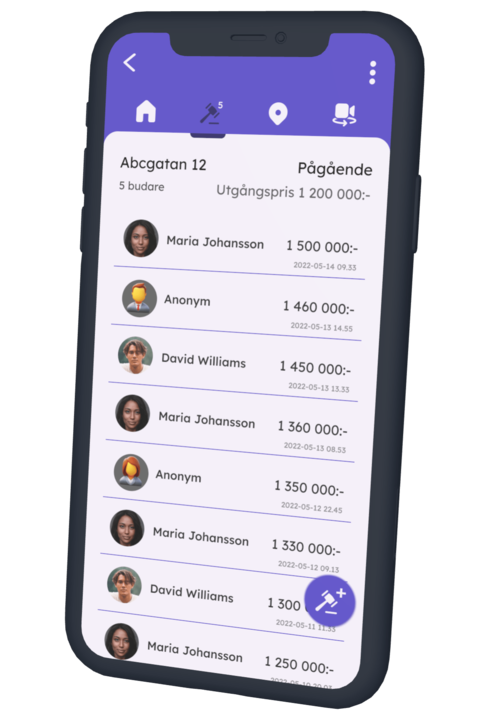 5
Abcgatan 12 Pågående
5 budare Utgångspris 1 200 000:-
Maria Johansson 1 500 000:-
2022-05-14 09.33
Anonym 1 460 000:-
2022-05-13 14.55
David Williams 1 450 000:-
2022-05-13 13.33
Maria Johansson 1 360 000:-
2022-05-13 08.53
Anonym 1 350 000:-
2022-05-12 22.45
Maria Johansson 1 330 000:-
2022-05-12 09.13
David Williams 1 300
2022-05-11 11.33
Maria Johansson 1 250 000:-